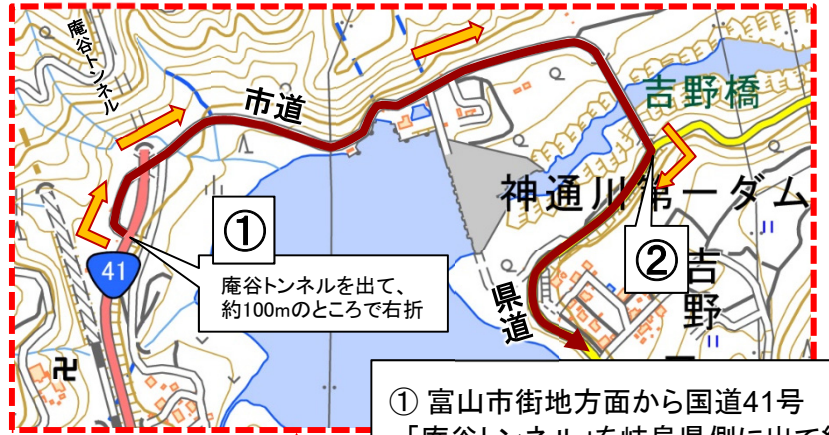 庵谷トンネル
市道
吉野橋
神通川第一ダム
①
庵谷トンネルを出て、
約100mのところで右折
②
41
吉野
県道
① 富山市街地方面から国道41号